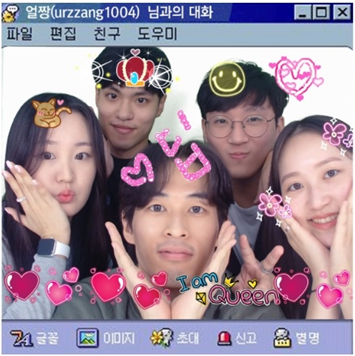 얼짱(urzzang1004) 님과의 대화
파일 편집 친구 도우미
I am
Queen
글꼴 이미지 초대 신고 별명